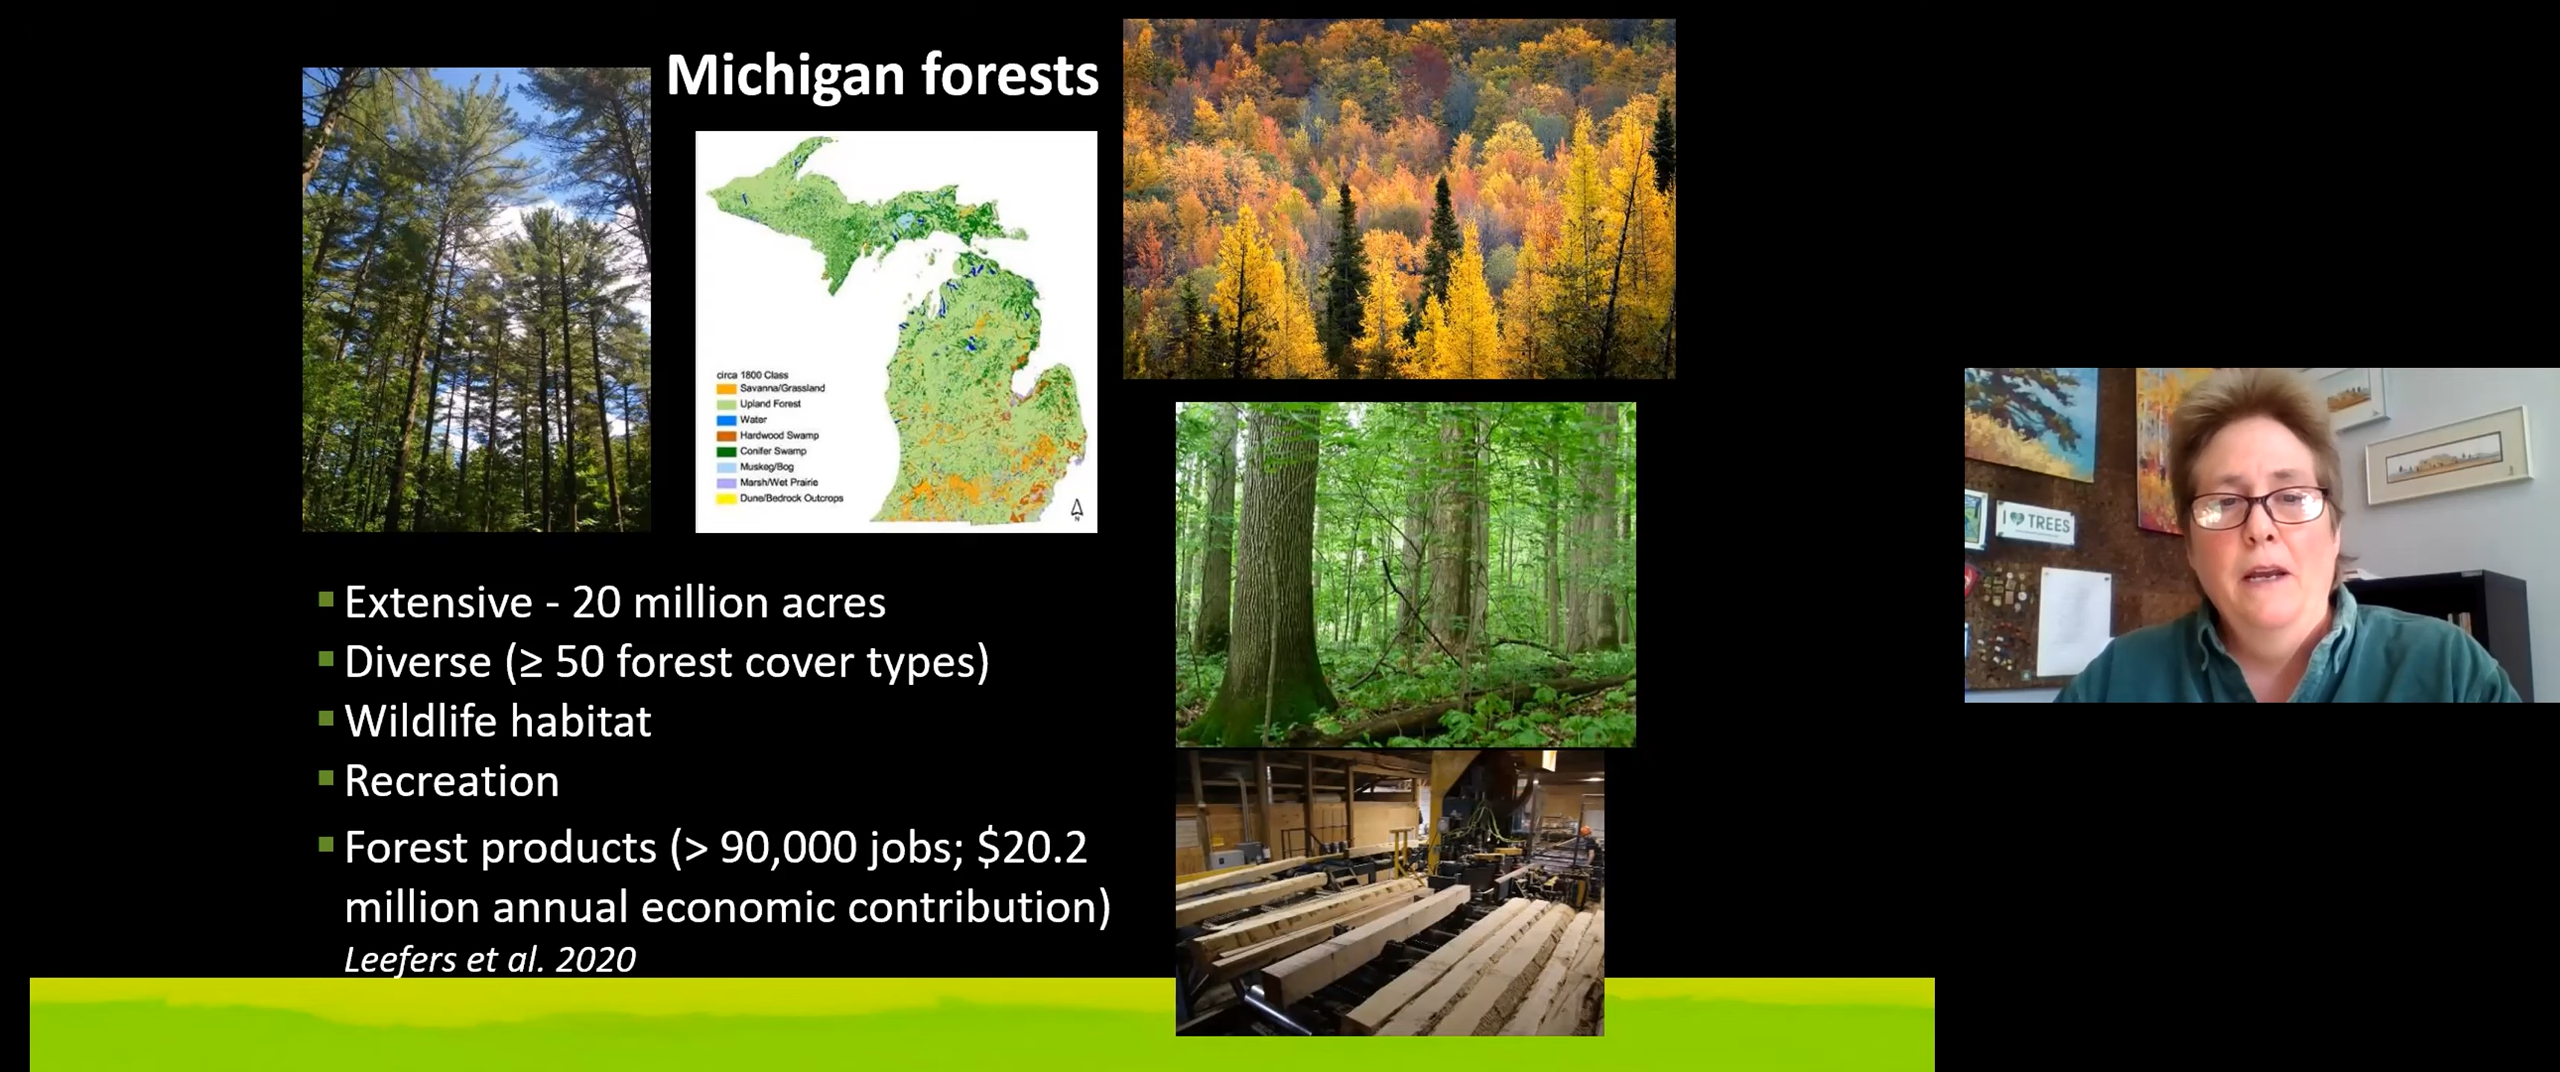 Michigan forests
circa 1800 Class
Savanna/Grassland
Upland Forest
Water
Hardwood Swamp
Conifer Swamp
Muskeg/Bog
Marsh/Wet Prairie
Dune/Bedrock Outcrops
N
Extensive - 20 million acres
Diverse (≥ 50 forest cover types)
Wildlife habitat
Recreation
Forest products (> 90,000 jobs; $20.2
million annual economic contribution)
Leefers et al. 2020
I TREES